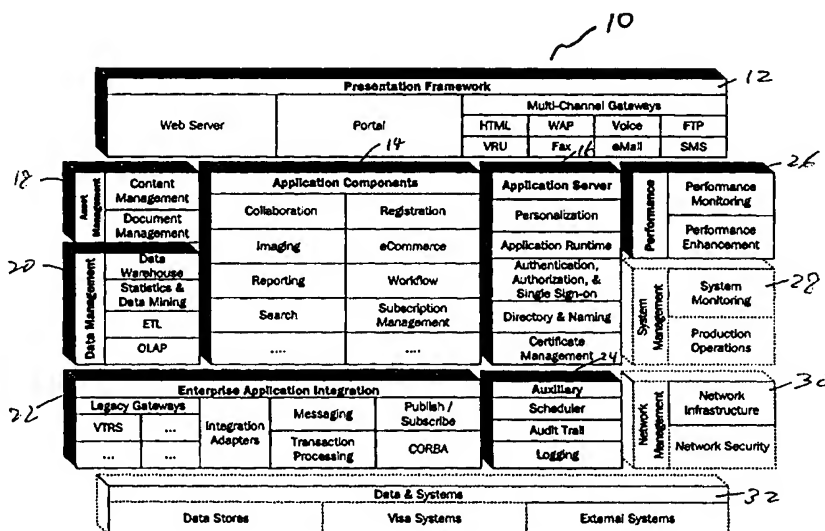 10
Presentation Framework
12
Web Server
Portal
Multi-Channel Gateways
HTML
WAP
Voice
FTP
VRU
Fax
eMail
SMS
14
16
18
Asset Management
Content Management
Document Management
20
Data Management
Data Warehouse
Statistics & Data Mining
ETL
OLAP
Application Components
Collaboration
Registration
Imaging
eCommerce
Reporting
Workflow
Search
Subscription Management
....
....
Application Server
Personalization
Application Runtime
Authentication, Authorization, & Single Sign-on
Directory & Naming
Certificate Management
26
Performance
Performance Monitoring
Performance Enhancement
28
System Management
System Monitoring
Production Operations
22
Enterprise Application Integration
Legacy Gateways
VTRS
...
...
...
Integration Adapters
Messaging
Publish / Subscribe
Transaction Processing
CORBA
24
Auxiliary
Scheduler
Audit Trail
Logging
30
Network Management
Network Infrastructure
Network Security
Data & Systems
32
Data Stores
Visa Systems
External Systems